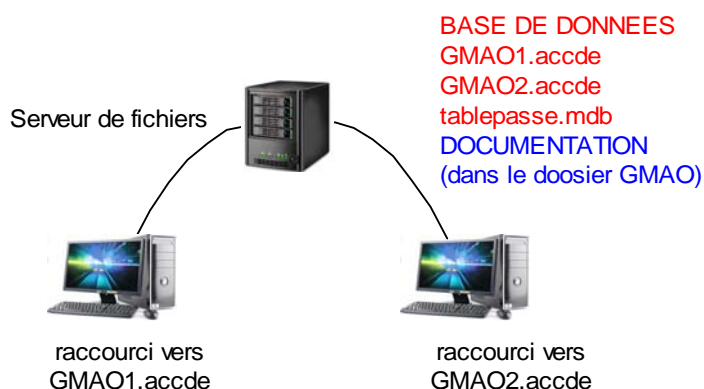 BASE DE DONNEES
GMAO1.accde
GMAO2.accde
tablepasse.mdb
DOCUMENTATION
(dans le doosier GMAO)
Serveur de fichiers
raccourci vers
GMAO1.accde
raccourci vers
GMAO2.accde